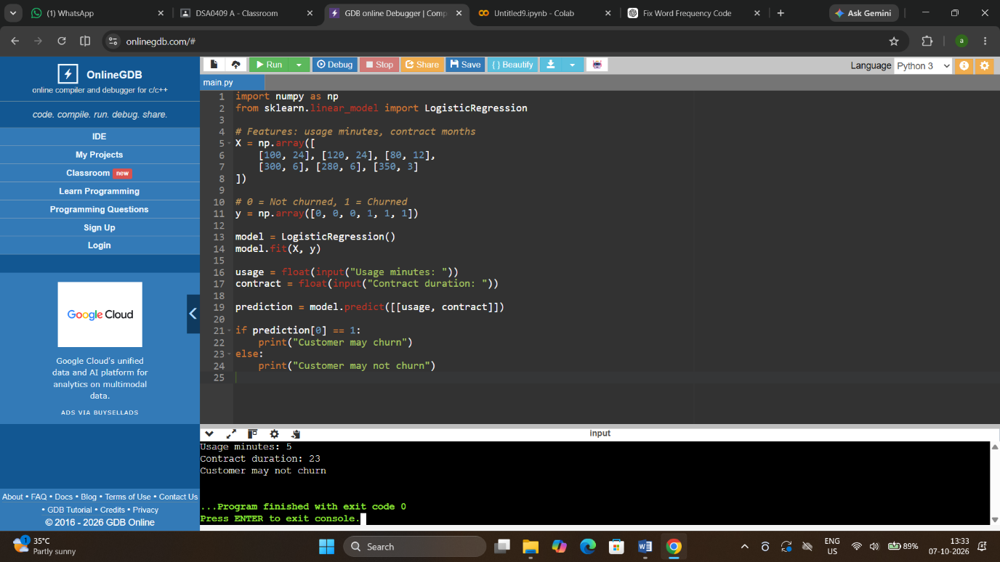 (1) WhatsApp
DSA0409 A - Classroom
GDB online Debugger | Comp
Untitled9.ipynb - Colab
Fix Word Frequency Code
Ask Gemini
onlinegdb.com/#
a
OnlineGDB
online compiler and debugger for c/c++
code. compile. run. debug. share.
IDE
My Projects
Classroom new
Learn Programming
Programming Questions
Sign Up
Login
Google Cloud
Google Cloud's unified
data and AI platform for
analytics on multimodal
data.
ADS VIA BUYSELLADS
About • FAQ • Docs • Blog • Terms of Use • Contact Us
• GDB Tutorial • Credits • Privacy
© 2016 - 2026 GDB Online
Run
Debug
Stop
Share
Save
{ } Beautify
Language Python 3
main.py
1 import numpy as np
2 from sklearn.linear_model import LogisticRegression
3
4 # Features: usage minutes, contract months
5 X = np.array([
6     [100, 24], [120, 24], [80, 12],
7     [300, 6], [280, 6], [350, 3]
8 ])
9
10 # 0 = Not churned, 1 = Churned
11 y = np.array([0, 0, 0, 1, 1, 1])
12
13 model = LogisticRegression()
14 model.fit(X, y)
15
16 usage = float(input("Usage minutes: "))
17 contract = float(input("Contract duration: "))
18
19 prediction = model.predict([[usage, contract]])
20
21 if prediction[0] == 1:
22     print("Customer may churn")
23 else:
24     print("Customer may not churn")
25
input
Usage minutes: 5
Contract duration: 23
Customer may not churn
...Program finished with exit code 0
Press ENTER to exit console.
1
35°C
Partly sunny
Search
ENG
US
89%
13:33
07-10-2026